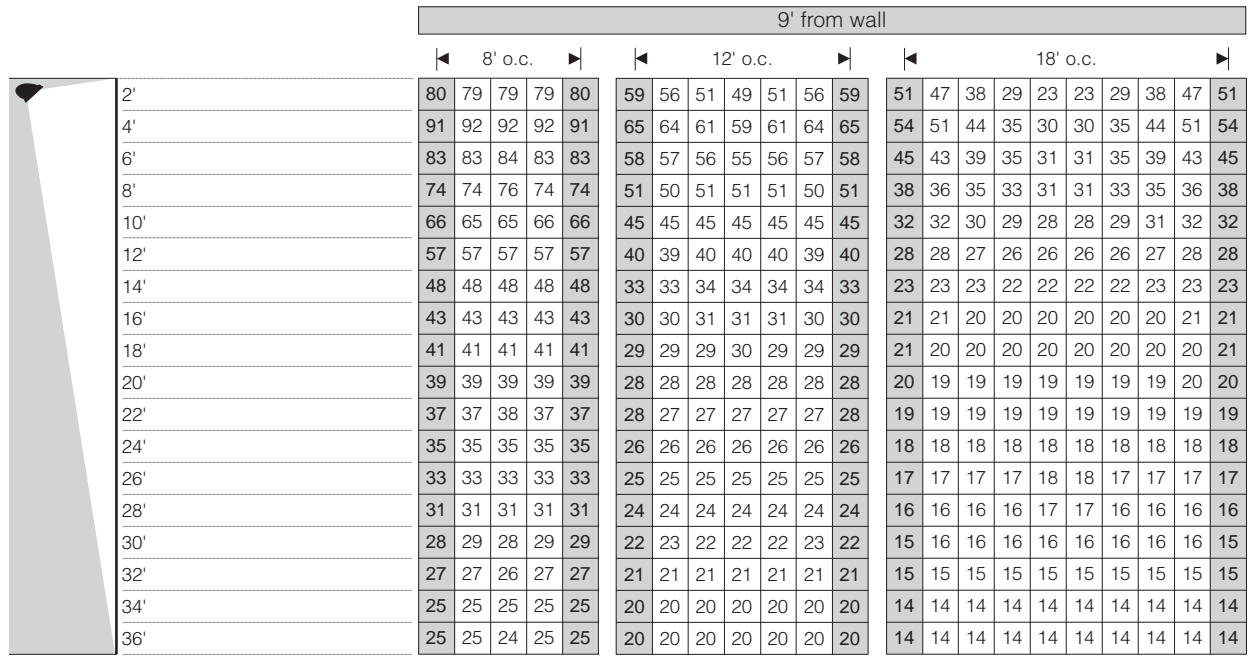 9' from wall
8' o.c. 12' o.c. 18' o.c.
2' 80 79 79 79 80 59 56 51 49 51 56 59 51 47 38 29 23 23 29 38 47 51
4' 91 92 92 92 91 65 64 61 59 61 64 65 54 51 44 35 30 30 35 44 51 54
6' 83 83 84 83 83 58 57 56 55 56 57 58 45 43 39 35 31 31 35 39 43 45
8' 74 74 76 74 74 51 50 51 51 51 50 51 38 36 35 33 31 31 33 35 36 38
10' 66 65 65 66 66 45 45 45 45 45 45 45 32 32 30 29 28 28 29 31 32 32
12' 57 57 57 57 57 40 39 40 40 40 39 40 28 28 27 26 26 26 26 27 28 28
14' 48 48 48 48 48 33 33 34 34 34 34 33 23 23 23 22 22 22 22 23 23 23
16' 43 43 43 43 43 30 30 31 31 31 30 30 21 21 20 20 20 20 20 20 21 21
18' 41 41 41 41 41 29 29 29 30 29 29 29 21 20 20 20 20 20 20 20 20 21
20' 39 39 39 39 39 28 28 28 28 28 28 28 20 19 19 19 19 19 19 19 20 20
22' 37 37 38 37 37 28 27 27 27 27 27 28 19 19 19 19 19 19 19 19 19 19
24' 35 35 35 35 35 26 26 26 26 26 26 26 18 18 18 18 18 18 18 18 18 18
26' 33 33 33 33 33 25 25 25 25 25 25 25 17 17 17 17 18 18 17 17 17 17
28' 31 31 31 31 31 24 24 24 24 24 24 24 16 16 16 16 17 17 16 16 16 16
30' 28 29 28 29 29 22 23 22 22 22 23 22 15 16 16 16 16 16 16 16 16 15
32' 27 27 26 27 27 21 21 21 21 21 21 21 15 15 15 15 15 15 15 15 15 15
34' 25 25 25 25 25 20 20 20 20 20 20 20 14 14 14 14 14 14 14 14 14 14
36' 25 25 24 25 25 20 20 20 20 20 20 20 14 14 14 14 14 14 14 14 14 14